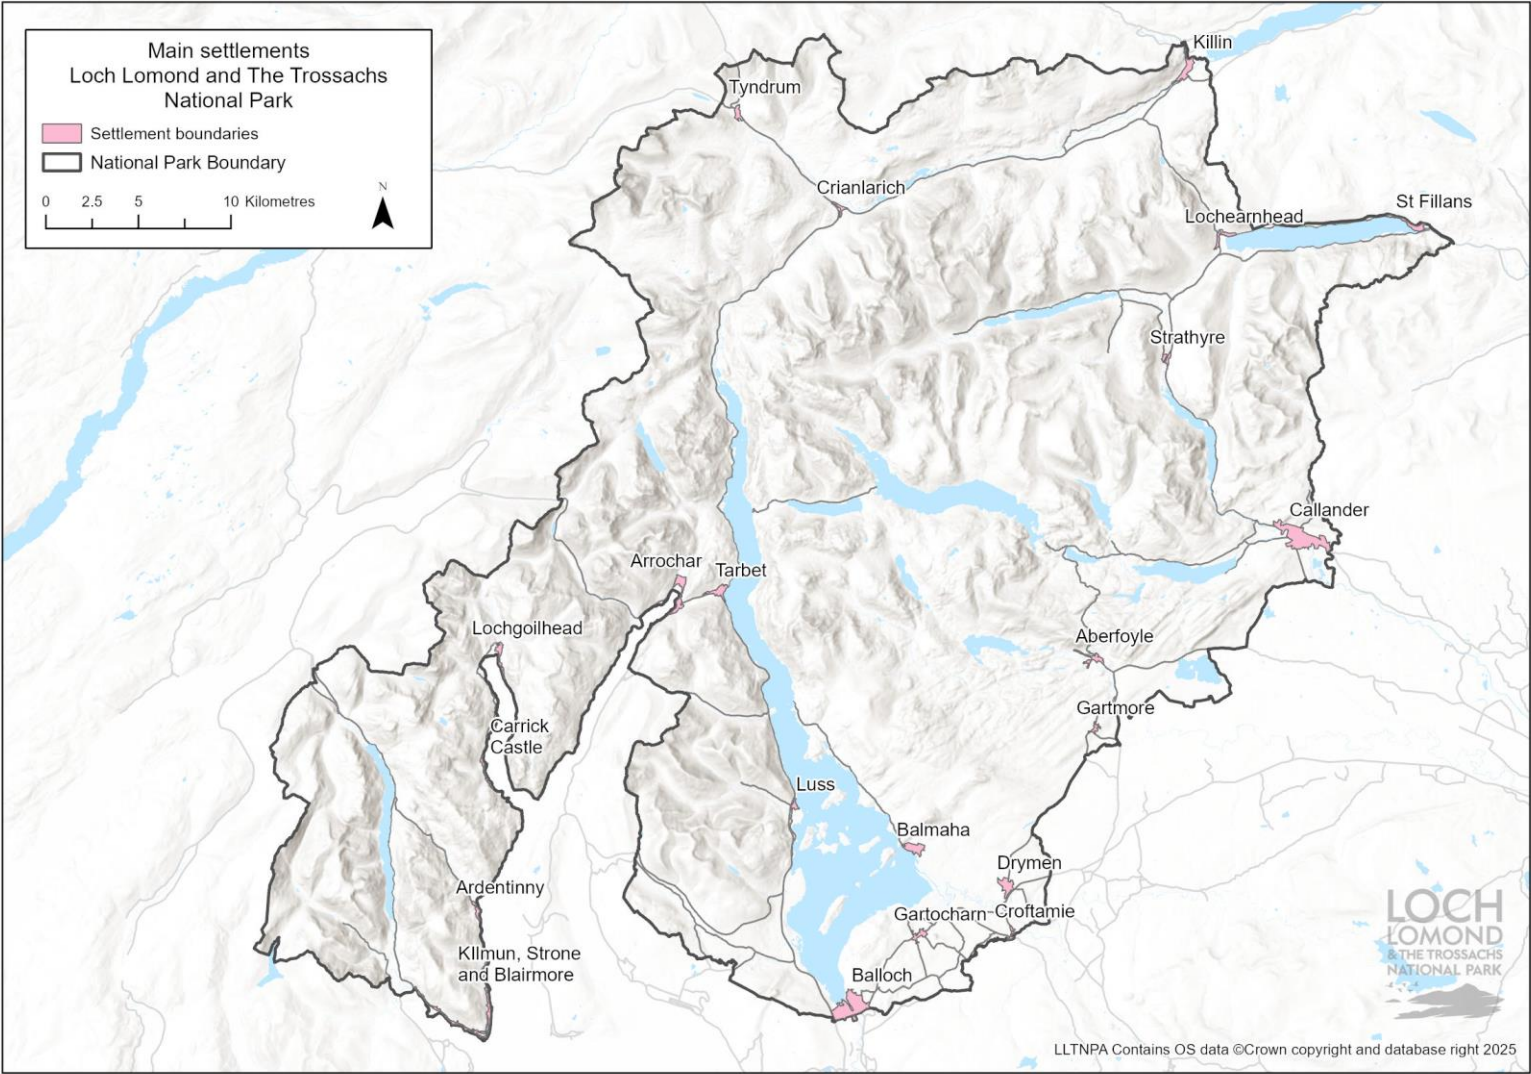 Main settlements
Loch Lomond and The Trossachs
National Park
Settlement boundaries
National Park Boundary
0 2.5 5 10 Kilometres
N
Killin
Tyndrum
Crianlarich
St Fillans
Lochearnhead
Strathyre
Callander
Arrochar
Tarbet
Lochgoilhead
Aberfoyle
Gartmore
Carrick
Castle
Luss
Balmaha
Drymen
Ardentinny
Gartocharn
Croftamie
KIlmun, Strone
and Blairmore
Balloch
LOCH
LOMOND
& THE TROSSACHS
NATIONAL PARK
LLTNPA Contains OS data ©Crown copyright and database right 2025